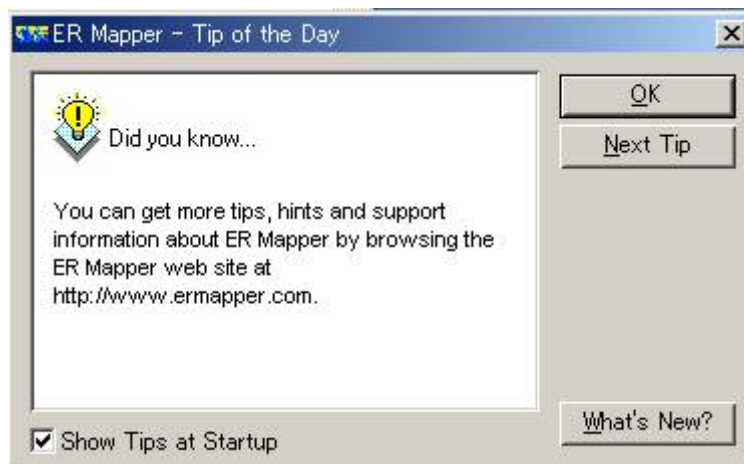 ER Mapper - Tip of the Day
Did you know...
You can get more tips, hints and support
information about ER Mapper by browsing the
ER Mapper web site at
http://www.ermapper.com.
OK
Next Tip
What's New?
Show Tips at Startup